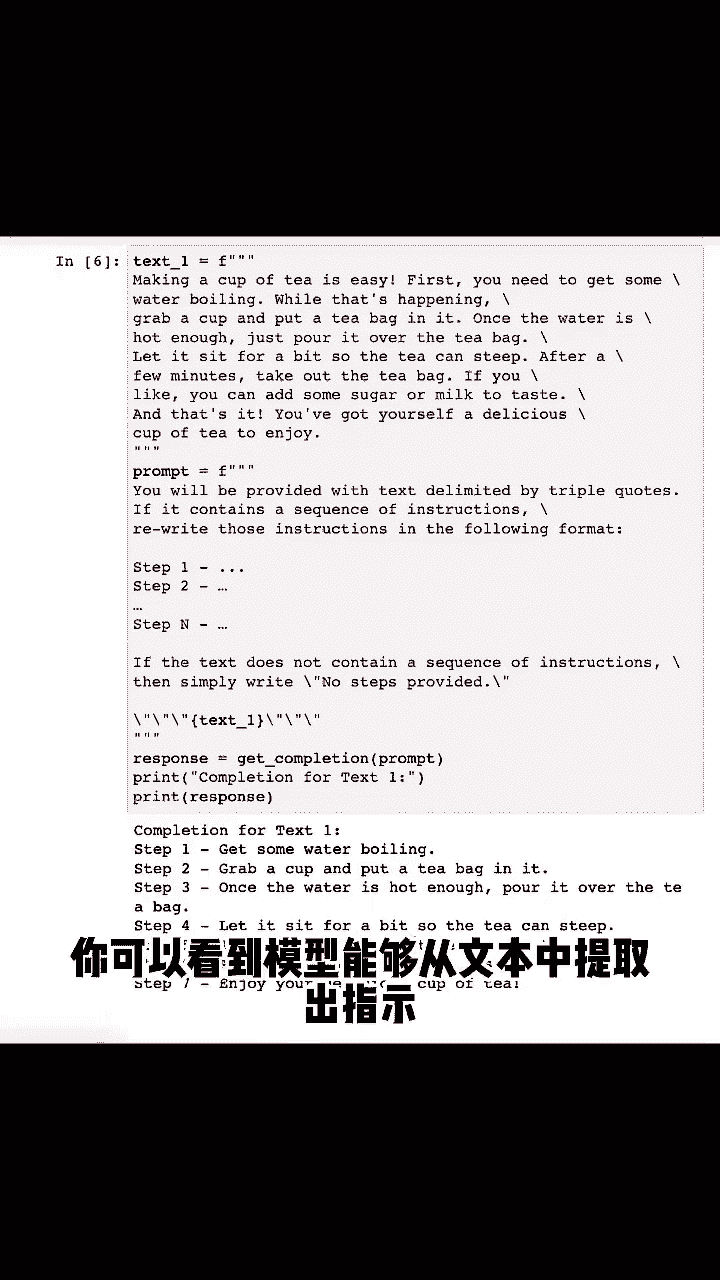 In [6]: text_1 = f"""
Making a cup of tea is easy! First, you need to get some \
water boiling. While that's happening, \
grab a cup and put a tea bag in it. Once the water is \
hot enough, just pour it over the tea bag. \
Let it sit for a bit so the tea can steep. After a \
few minutes, take out the tea bag. If you \
like, you can add some sugar or milk to taste. \
And that's it! You've got yourself a delicious \
cup of tea to enjoy.
"""
prompt = f"""
You will be provided with text delimited by triple quotes.
If it contains a sequence of instructions, \
re-write those instructions in the following format:
Step 1 - ...
Step 2 - …
…
Step N - …
If the text does not contain a sequence of instructions, \
then simply write \"No steps provided.\"
\"\"\"{text_1}\"\"\"
"""
response = get_completion(prompt)
print("Completion for Text 1:")
print(response)
Completion for Text 1:
Step 1 - Get some water boiling.
Step 2 - Grab a cup and put a tea bag in it.
Step 3 - Once the water is hot enough, pour it over the te
a bag.
Step 4 - Let it sit for a bit so the tea can steep.
你可以看到模型能够从文本中提取
Step 7 - Enjoy your cup of tea!
出指示